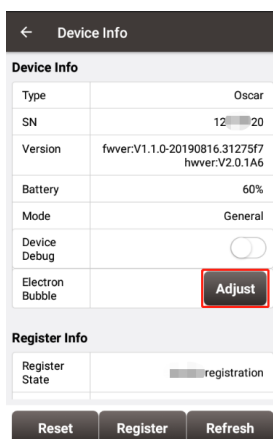 Device Info
Device Info
Type Oscar
SN 12 20
Version fwver:V1.1.0-20190816.31275f7
hwver:V2.0.1A6
Battery 60%
Mode General
Device
Debug
Electron
Bubble Adjust
Register Info
Register
State registration
Reset Register Refresh